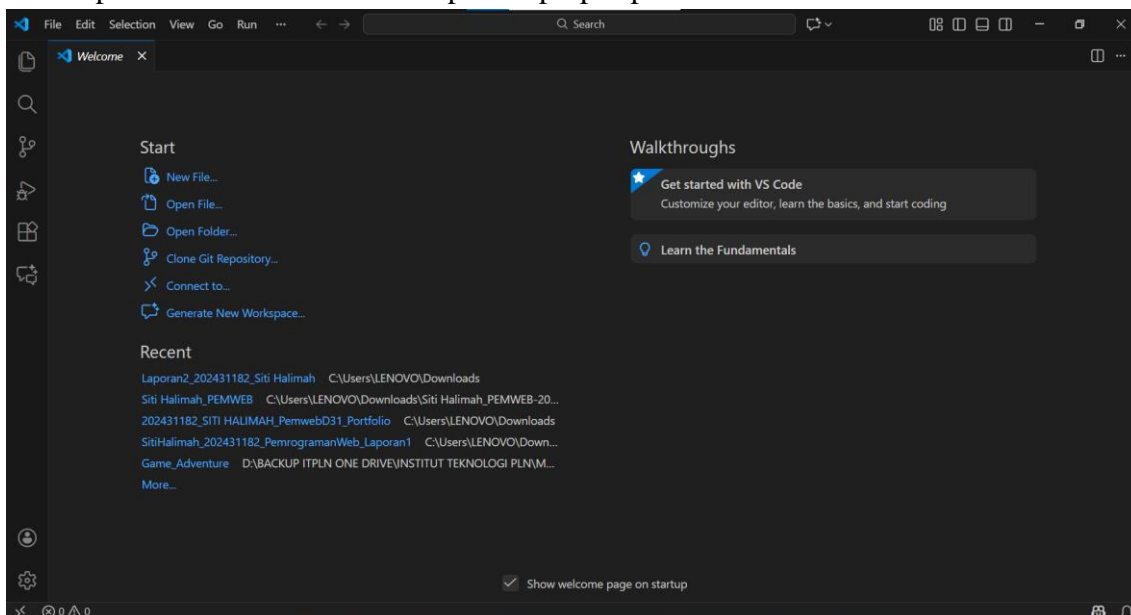 File Edit Selection View Go Run ··· Search
Welcome
Start
New File...
Open File...
Open Folder...
Clone Git Repository...
Connect to...
Generate New Workspace...
Recent
Laporan2_202431182_Siti Halimah C:\Users\LENOVO\Downloads
Siti Halimah_PEMWEB C:\Users\LENOVO\Downloads\Siti Halimah_PEMWEB-20...
202431182_SITI HALIMAH_PemwebD31_Portfolio C:\Users\LENOVO\Downloads
SitiHalimah_202431182_PemrogramanWeb_Laporan1 C:\Users\LENOVO\Down...
Game_Adventure D:\BACKUP ITPLN ONE DRIVE\INSTITUT TEKNOLOGI PLN\M...
More...
Walkthroughs
Get started with VS Code
Customize your editor, learn the basics, and start coding
Learn the Fundamentals
Show welcome page on startup
0 0